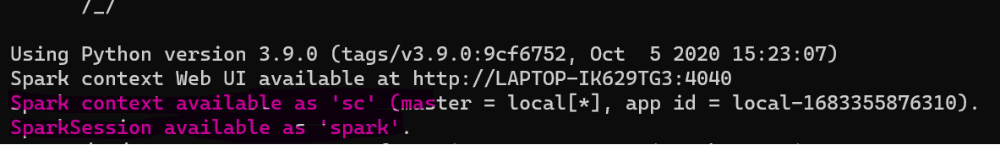 /_/
Using Python version 3.9.0 (tags/v3.9.0:9cf6752, Oct  5 2020 15:23:07)
Spark context Web UI available at http://LAPTOP-IK629TG3:4040
Spark context available as 'sc' (master = local[*], app id = local-1683355876310).
SparkSession available as 'spark'.